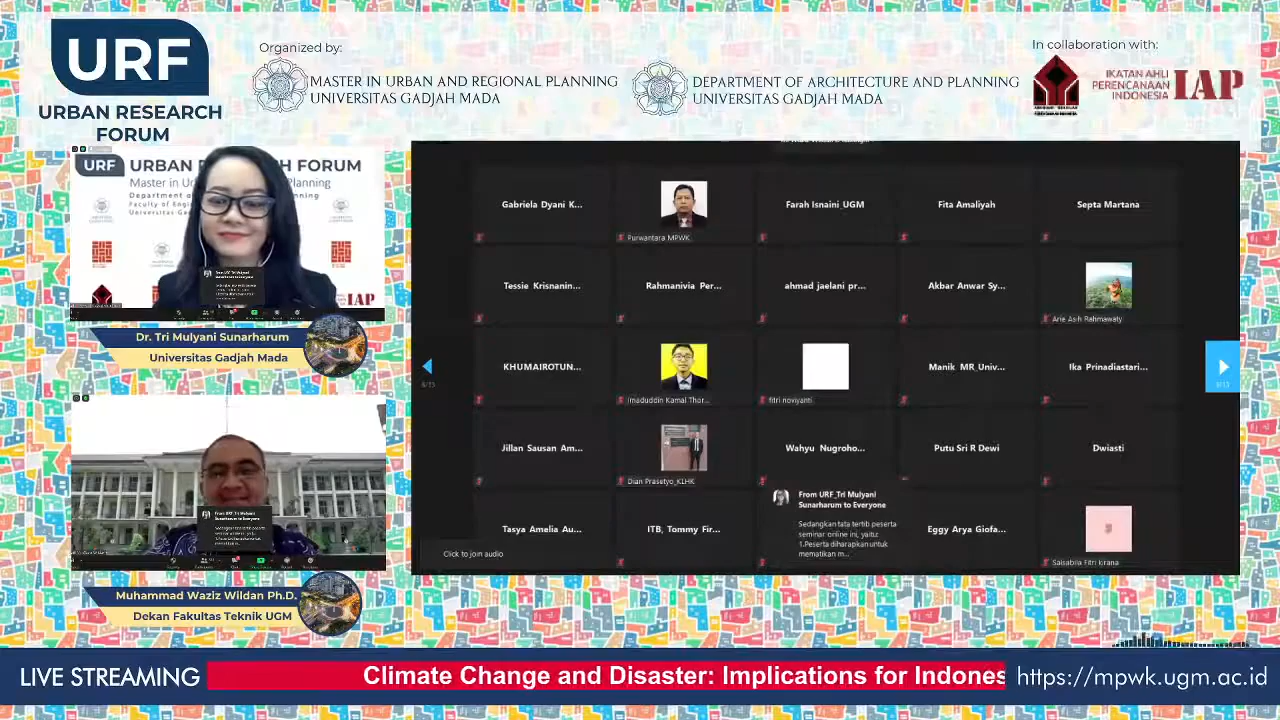 URF
URBAN RESEARCH
FORUM
Organized by:
MASTER IN URBAN AND REGIONAL PLANNING
UNIVERSITAS GADJAH MADA
DEPARTMENT OF ARCHITECTURE AND PLANNING
UNIVERSITAS GADJAH MADA
In collaboration with:
IKATAN AHLI
PERENCANAAN
INDONESIA
IAP
URF
Dr. Tri Mulyani Sunarharum
Universitas Gadjah Mada
Muhammad Waziz Wildan Ph.D.
Dekan Fakultas Teknik UGM
Gabriela Dyani K...
Purwantara MPWK
Farah Isnaini UGM
Fita Amaliyah
Septa Martana
Tessie Krisnanin...
Rahmanivia Per...
ahmad jaelani pr...
Akbar Anwar Sy...
Arie Asih Rahmawaty
KHUMAIROTUN...
Imaduddin Kamal Thor...
fitri noviyanti
Manik MR_Univ...
Ika Prinadiastari...
Jillan Sausan Am...
Dian Prasetyo_KLHK
Wahyu Nugroho...
Putu Sri R Dewi
Dwiasti
Tasya Amelia Au...
ITB, Tommy Fir...
From URF_Tri Mulyani
Sunarharum to Everyone
Sedangkan tata tertib peserta
seminar online ini, yaitu:
1.Peserta diharapkan untuk
mematikan m...
Eggy Arya Giofa...
Salsabila Fitri Kirana
Click to join audio
LIVE STREAMING
Climate Change and Disaster: Implications for Indones
https://mpwk.ugm.ac.id